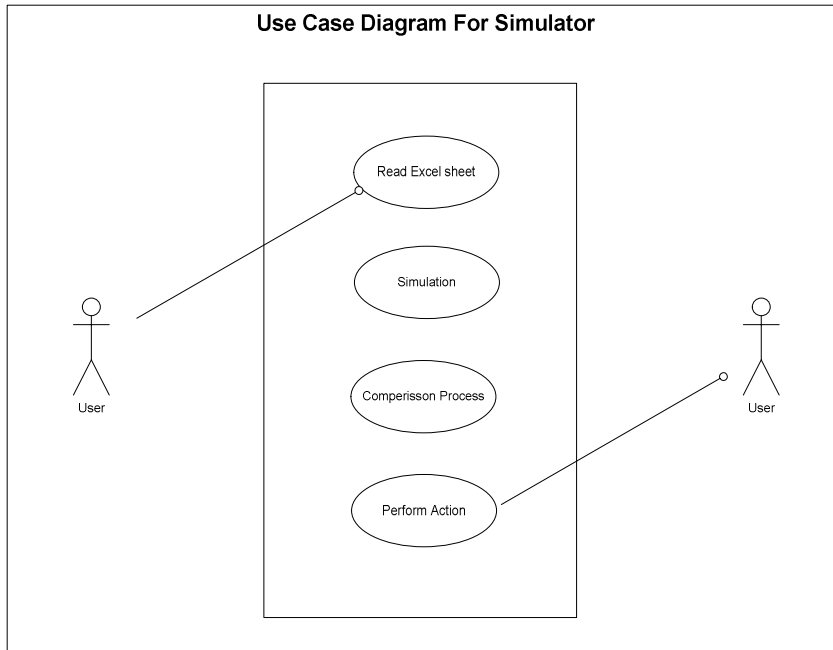 Use Case Diagram For Simulator
Read Excel sheet
Simulation
User
User
Comperisson Process
Perform Action